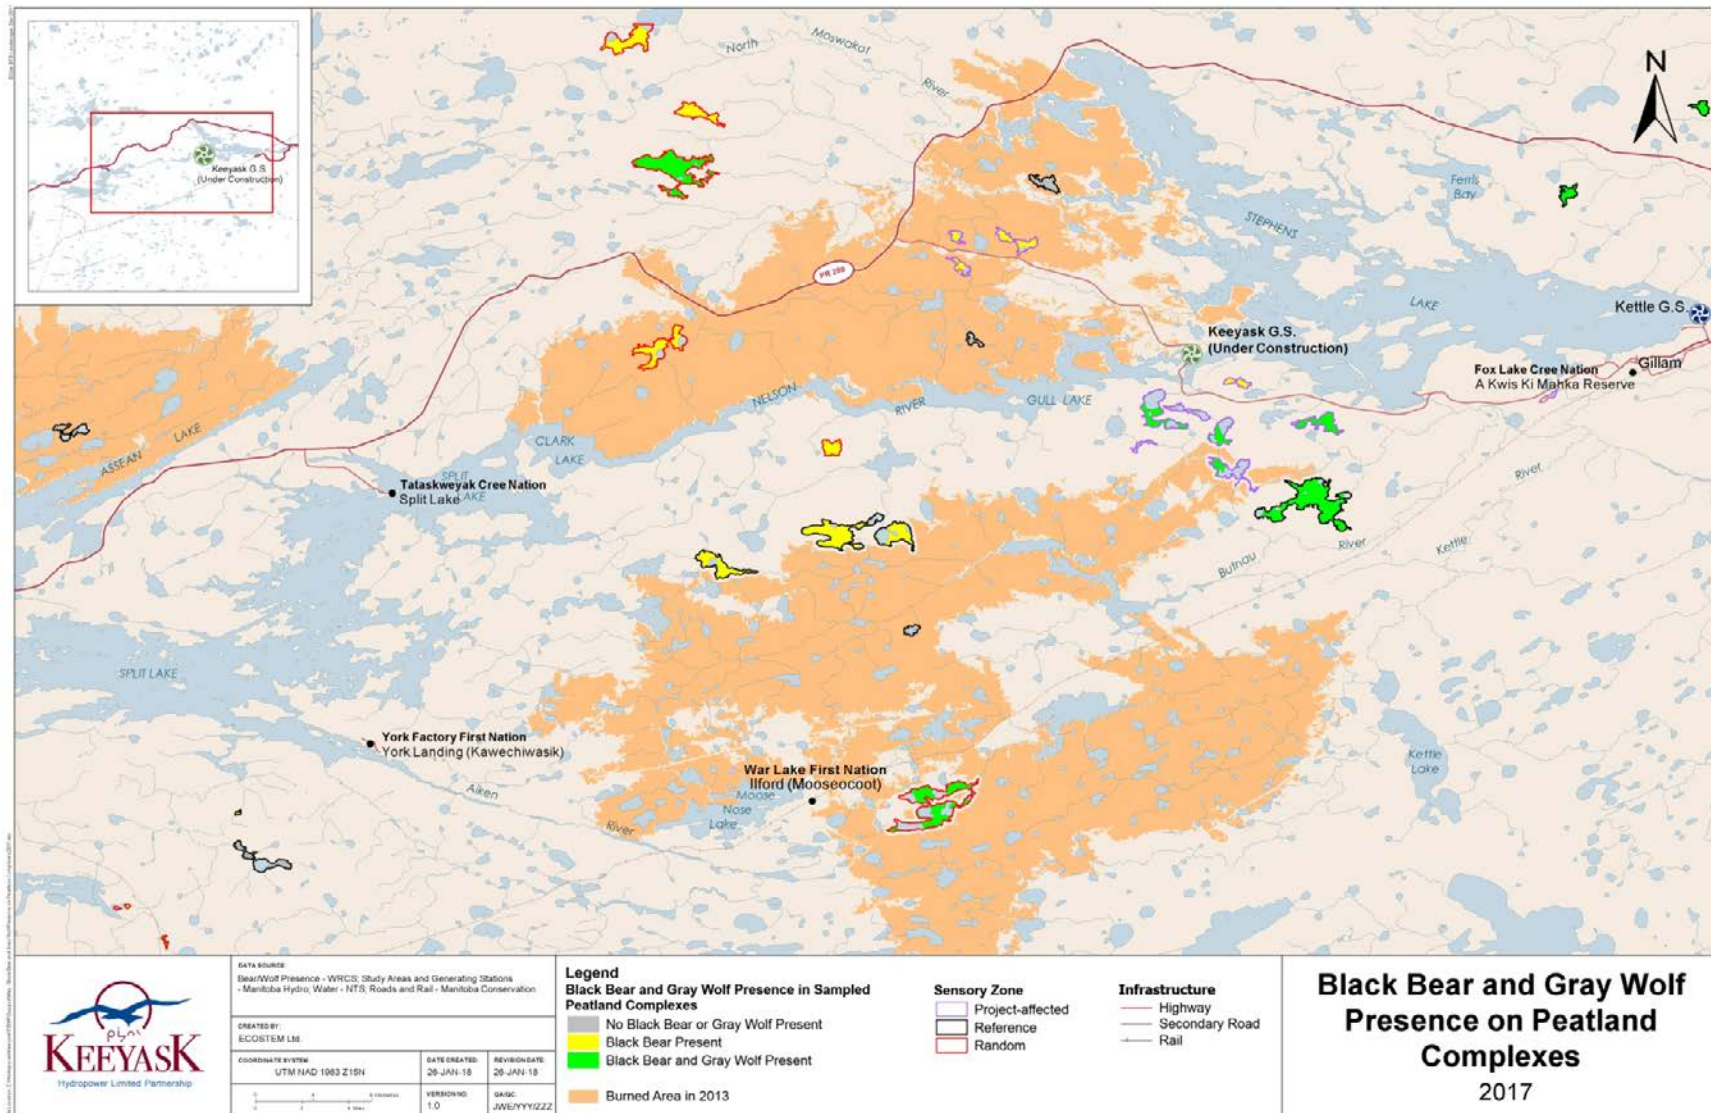 Keeyask G.S.
(Under Construction)
North
Moswakot
River
N
Ferris
Bay
STEPHENS
LAKE
PR 280
Kettle G.S.
Keeyask G.S.
(Under Construction)
Gillam
Fox Lake Cree Nation
A Kwis Ki Mahka Reserve
NELSON
RIVER
GULL LAKE
ASSEAN
LAKE
CLARK
LAKE
SPLIT
LAKE
Tataskweyak Cree Nation
Split Lake
River
Butnau
River
Kettle
SPLIT LAKE
York Factory First Nation
York Landing (Kawechiwasik)
Aiken
River
War Lake First Nation
Ilford (Mooseocoot)
Moose
Nose
Lake
Kettle
Lake
KEEYASK
Hydropower Limited Partnership
DATA SOURCE:
Bear/Wolf Presence - WRCS; Study Areas and Generating Stations
- Manitoba Hydro; Water - NTS; Roads and Rail - Manitoba Conservation
CREATED BY:
ECOSTEM Ltd.
COORDINATE SYSTEM:
UTM NAD 1983 Z15N
DATE CREATED:
26-JAN-18
REVISION DATE:
26-JAN-18
VERSION NO:
1.0
QA/QC:
JWE/YYY/ZZZ
Legend
Black Bear and Gray Wolf Presence in Sampled
Peatland Complexes
No Black Bear or Gray Wolf Present
Black Bear Present
Black Bear and Gray Wolf Present
Burned Area in 2013
Sensory Zone
Project-affected
Reference
Random
Infrastructure
Highway
Secondary Road
Rail
Black Bear and Gray Wolf
Presence on Peatland
Complexes
2017